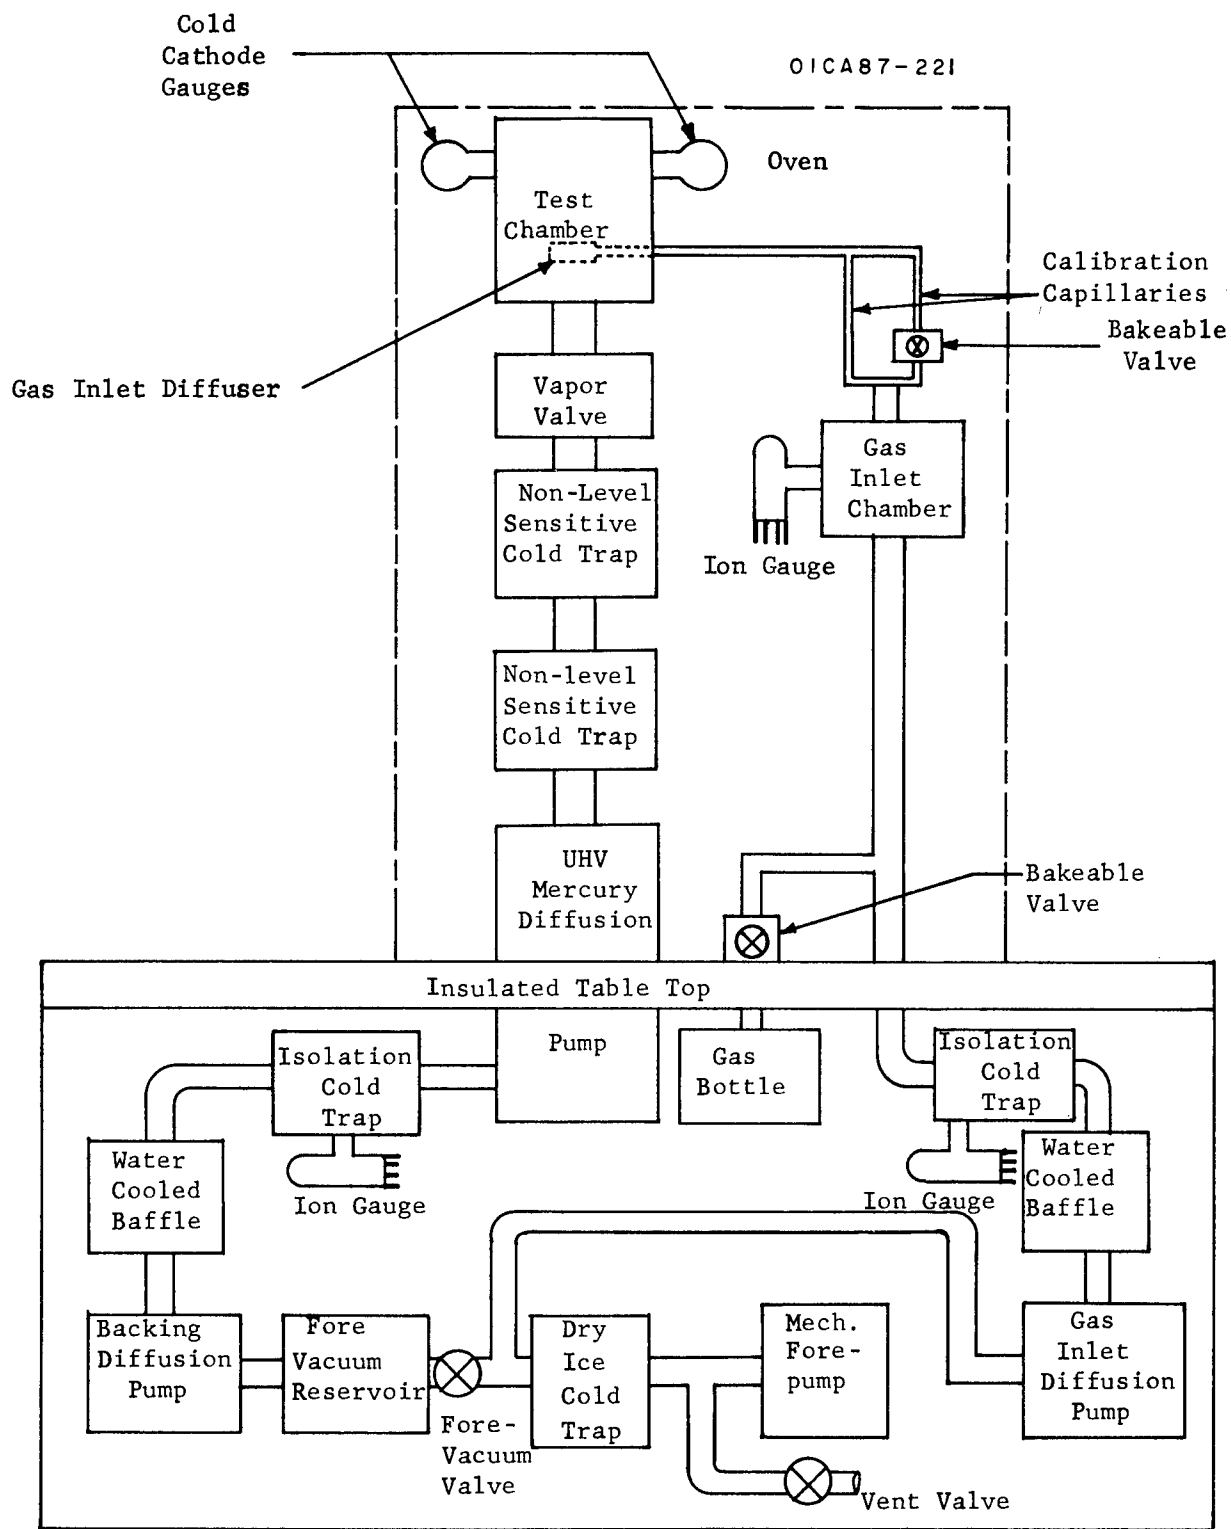 Cold
Cathode
Gauges
OICA87-221
Oven
Test
Chamber
Calibration
Capillaries
Bakeable
Valve
Gas Inlet Diffuser
Vapor
Valve
Gas
Inlet
Chamber
Non-Level
Sensitive
Cold Trap
Ion Gauge
Non-level
Sensitive
Cold Trap
UHV
Mercury
Diffusion
Bakeable
Valve
Insulated Table Top
Pump
Isolation
Cold
Trap
Gas
Bottle
Isolation
Cold
Trap
Water
Cooled
Baffle
Ion Gauge
Ion Gauge
Water
Cooled
Baffle
Backing
Diffusion
Pump
Fore
Vacuum
Reservoir
Fore-
Vacuum
Valve
Dry
Ice
Cold
Trap
Mech.
Fore-
pump
Gas
Inlet
Diffusion
Pump
Vent Valve